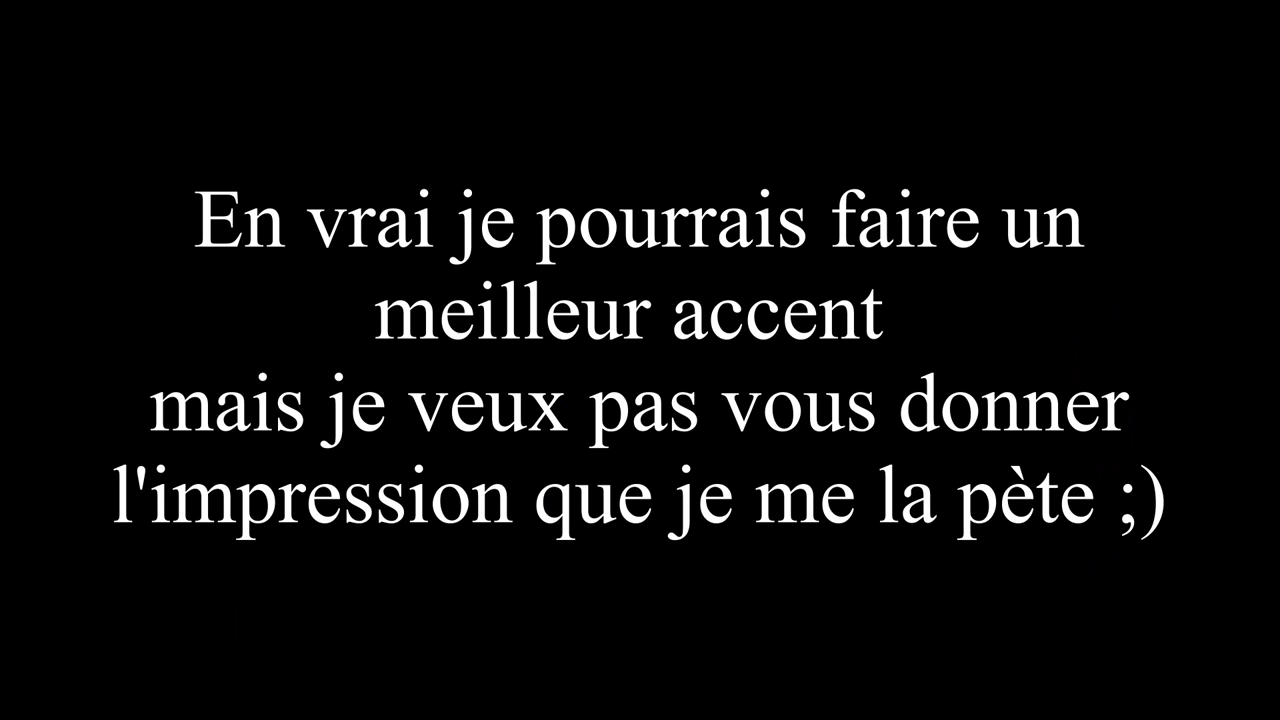 En vrai je pourrais faire un
meilleur accent
mais je veux pas vous donner
l'impression que je me la pète ;)